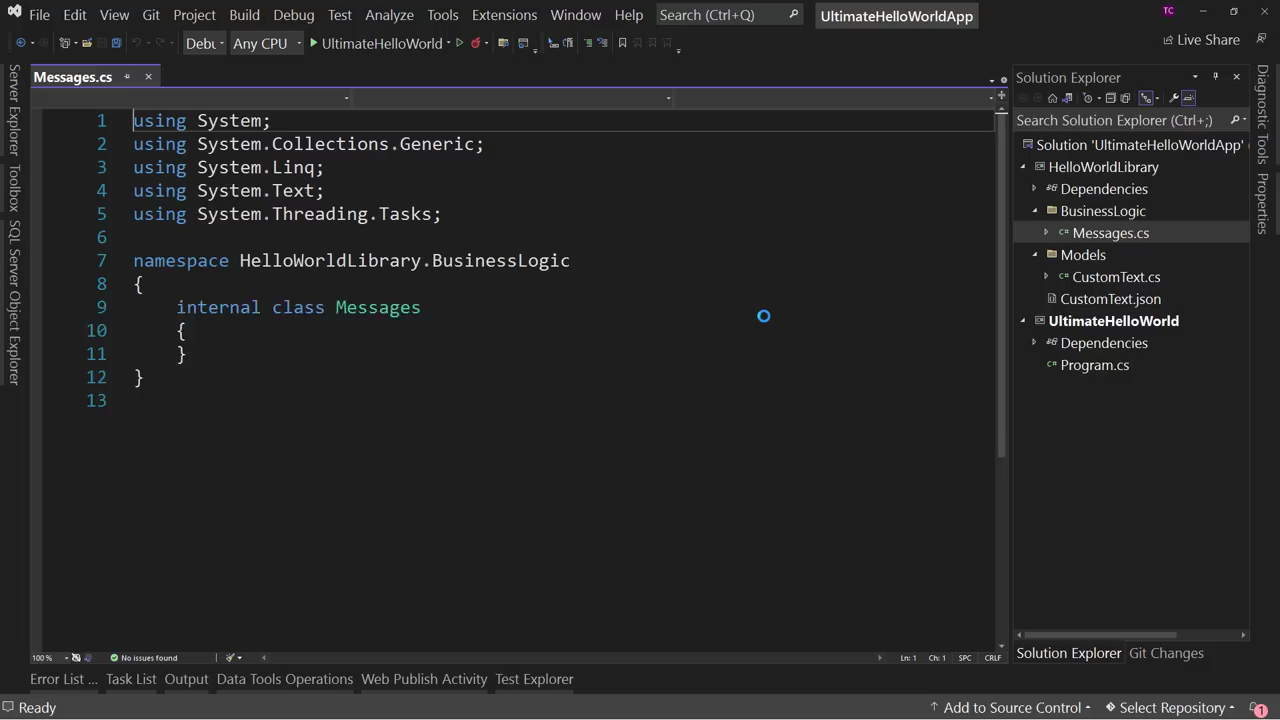 File Edit View Git Project Build Debug Test Analyze Tools Extensions Window Help Search (Ctrl+Q) UltimateHelloWorldApp TC
Live Share
Debu Any CPU UltimateHelloWorld
Messages.cs
1 using System;
2 using System.Collections.Generic;
3 using System.Linq;
4 using System.Text;
5 using System.Threading.Tasks;
6
7 namespace HelloWorldLibrary.BusinessLogic
8 {
9 internal class Messages
10 {
11 }
12 }
13
100 % No issues found Ln: 1 Ch: 1 SPC CRLF
Server Explorer
Toolbox
SQL Server Object Explorer
Solution Explorer
Search Solution Explorer (Ctrl+;)
Solution 'UltimateHelloWorldApp' (
HelloWorldLibrary
Dependencies
BusinessLogic
C# Messages.cs
Models
C# CustomText.cs
CustomText.json
UltimateHelloWorld
Dependencies
C# Program.cs
Solution Explorer Git Changes
Diagnostic Tools
Properties
Error List ... Task List Output Data Tools Operations Web Publish Activity Test Explorer
Ready Add to Source Control Select Repository 1